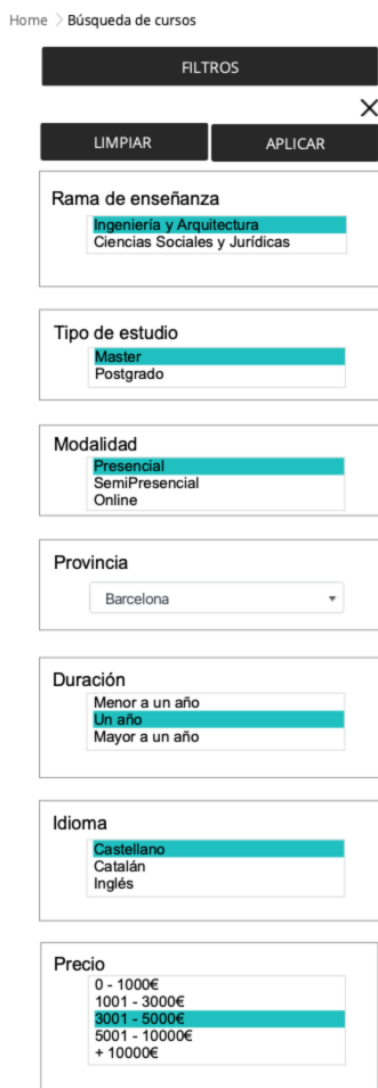 Home > Búsqueda de cursos
FILTROS
LIMPIAR APLICAR
Rama de enseñanza
Ingeniería y Arquitectura
Ciencias Sociales y Jurídicas
Tipo de estudio
Master
Postgrado
Modalidad
Presencial
SemiPresencial
Online
Provincia
Barcelona
Duración
Menor a un año
Un año
Mayor a un año
Idioma
Castellano
Catalán
Inglés
Precio
0 - 1000€
1001 - 3000€
3001 - 5000€
5001 - 10000€
+ 10000€